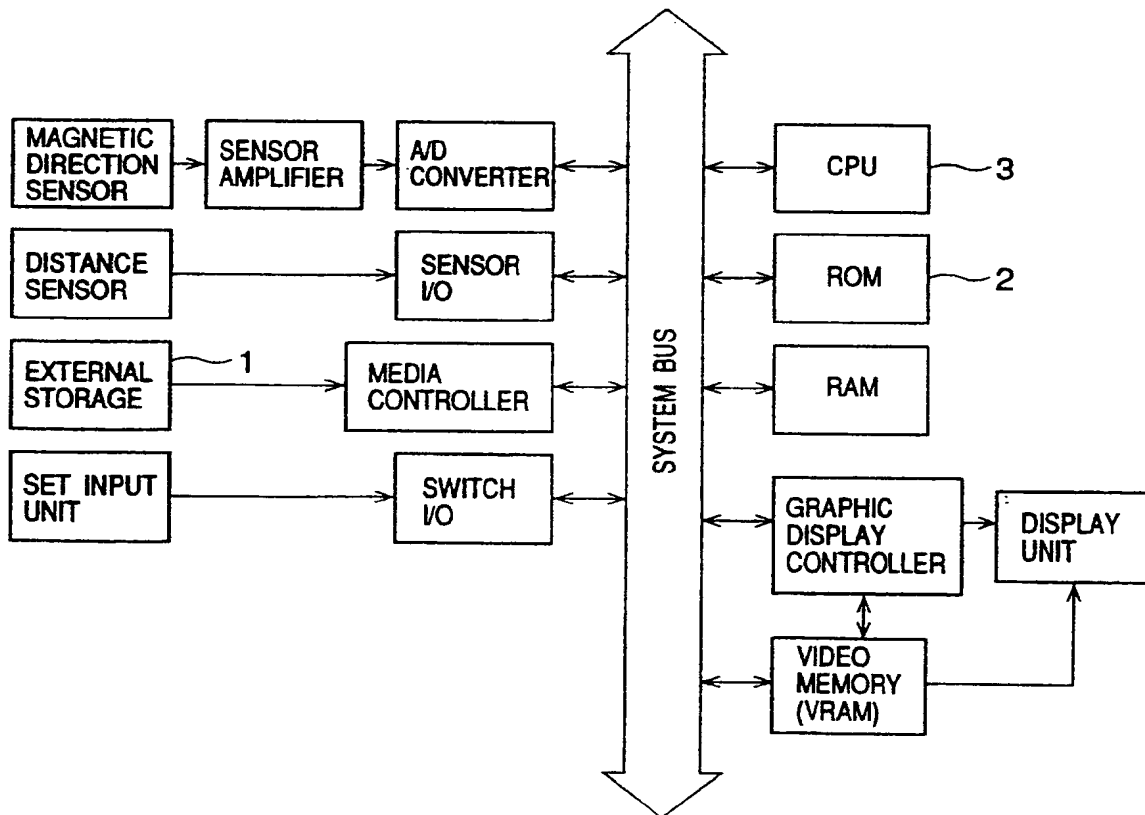 MAGNETIC
DIRECTION
SENSOR
SENSOR
AMPLIFIER
A/D
CONVERTER
CPU
3
DISTANCE
SENSOR
SENSOR
I/O
ROM
2
EXTERNAL
STORAGE
1
MEDIA
CONTROLLER
SYSTEM BUS
RAM
SET INPUT
UNIT
SWITCH
I/O
GRAPHIC
DISPLAY
CONTROLLER
DISPLAY
UNIT
VIDEO
MEMORY
(VRAM)